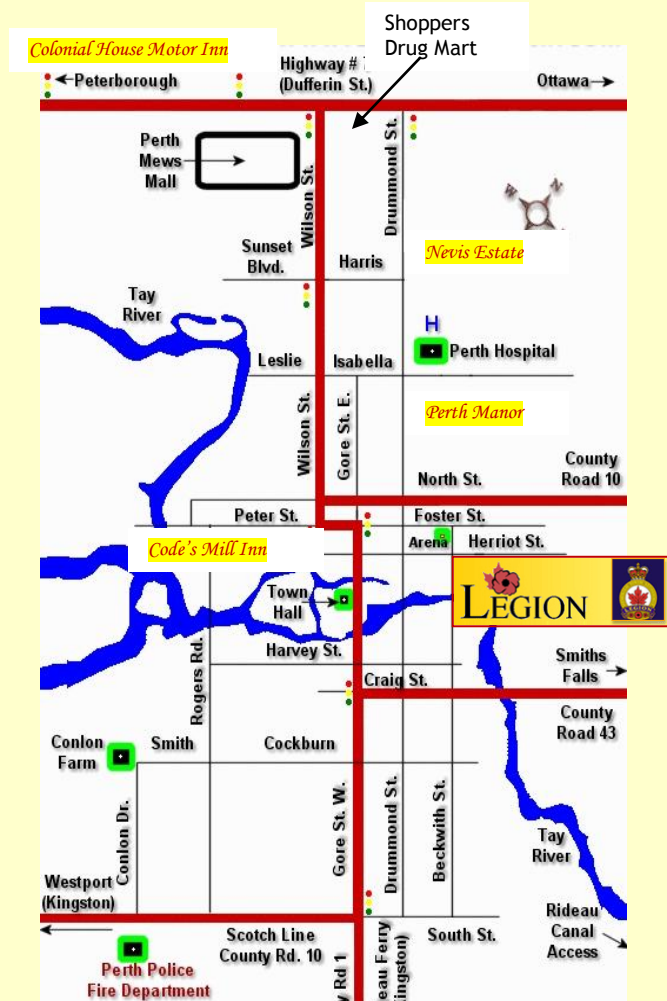 Shoppers
Drug Mart
Colonial House Motor Inn
Highway # 7
(Dufferin St.)
Peterborough
Ottawa
Perth
Mews
Mall
Wilson St.
Drummond St.
W N
Sunset
Blvd.
Harris
Nevis Estate
Tay
River
H
Perth Hospital
Leslie
Isabella
Wilson St.
Gore St. E.
Perth Manor
North St.
County
Road 10
Peter St.
Foster St.
Arena
Herriot St.
Code's Mill Inn
LEGION
LEGION
Town
Hall
Rogers Rd.
Harvey St.
Craig St.
Smiths
Falls
County
Road 43
Conlon
Farm
Smith
Cockburn
Conlon Dr.
Gore St. W.
Drummond St.
Beckwith St.
Tay
River
Westport
(Kingston)
Scotch Line
County Rd. 10
South St.
Rideau
Canal
Access
Perth Police
Fire Department
Rd 1
Ferry